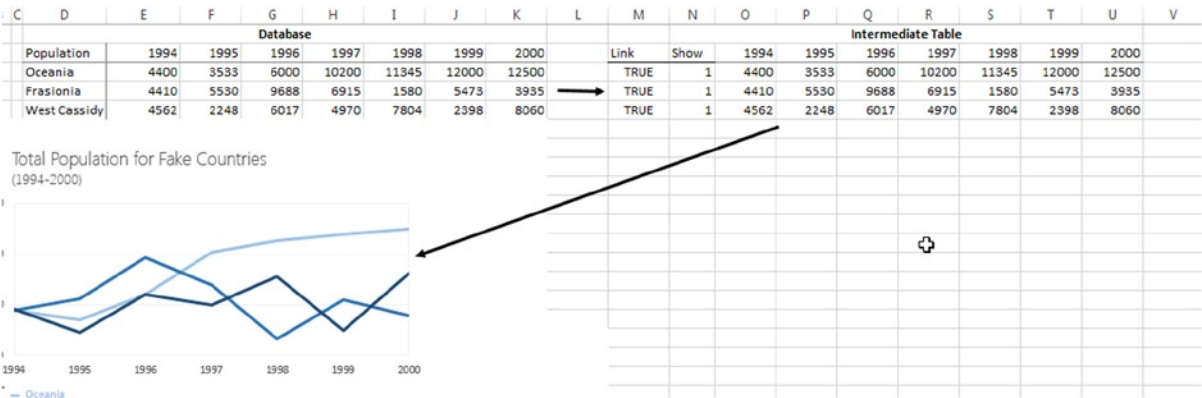 C D E F G H I J K L M N O P Q R S T U V
Database Intermediate Table
Population 1994 1995 1996 1997 1998 1999 2000 Link Show 1994 1995 1996 1997 1998 1999 2000
Oceania 4400 3533 6000 10200 11345 12000 12500 TRUE 1 4400 3533 6000 10200 11345 12000 12500
Frasionia 4410 5530 9688 6915 1580 5473 3935 TRUE 1 4410 5530 9688 6915 1580 5473 3935
West Cassidy 4562 2248 6017 4970 7804 2398 8060 TRUE 1 4562 2248 6017 4970 7804 2398 8060
Total Population for Fake Countries
(1994-2000)
1994 1995 1996 1997 1998 1999 2000
Oceania